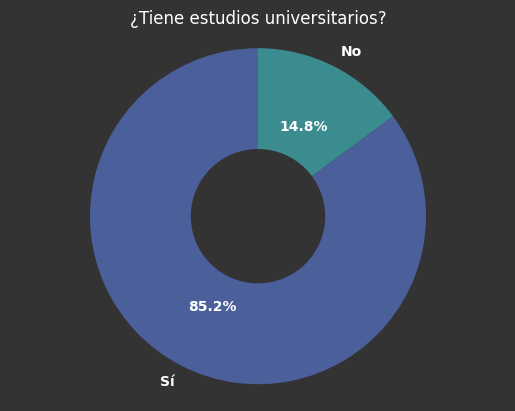 ¿Tiene estudios universitarios?
No
14.8%
85.2%
Sí